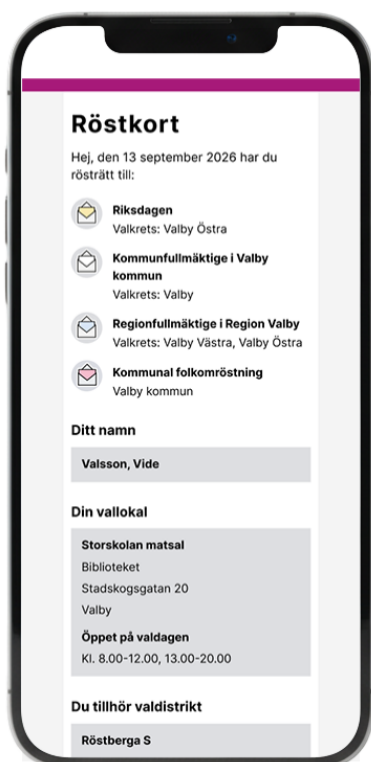 Röstkort
Hej, den 13 september 2026 har du
rösträtt till:
Riksdagen
Valkrets: Valby Östra
Kommunfullmäktige i Valby
kommun
Valkrets: Valby
Regionfullmäktige i Region Valby
Valkrets: Valby Västra, Valby Östra
Kommunal folkomröstning
Valby kommun
Ditt namn
Valsson, Vide
Din vallokal
Storskolan matsal
Biblioteket
Stadskogsgatan 20
Valby
Öppet på valdagen
Kl. 8.00-12.00, 13.00-20.00
Du tillhör valdistrikt
Röstberga S